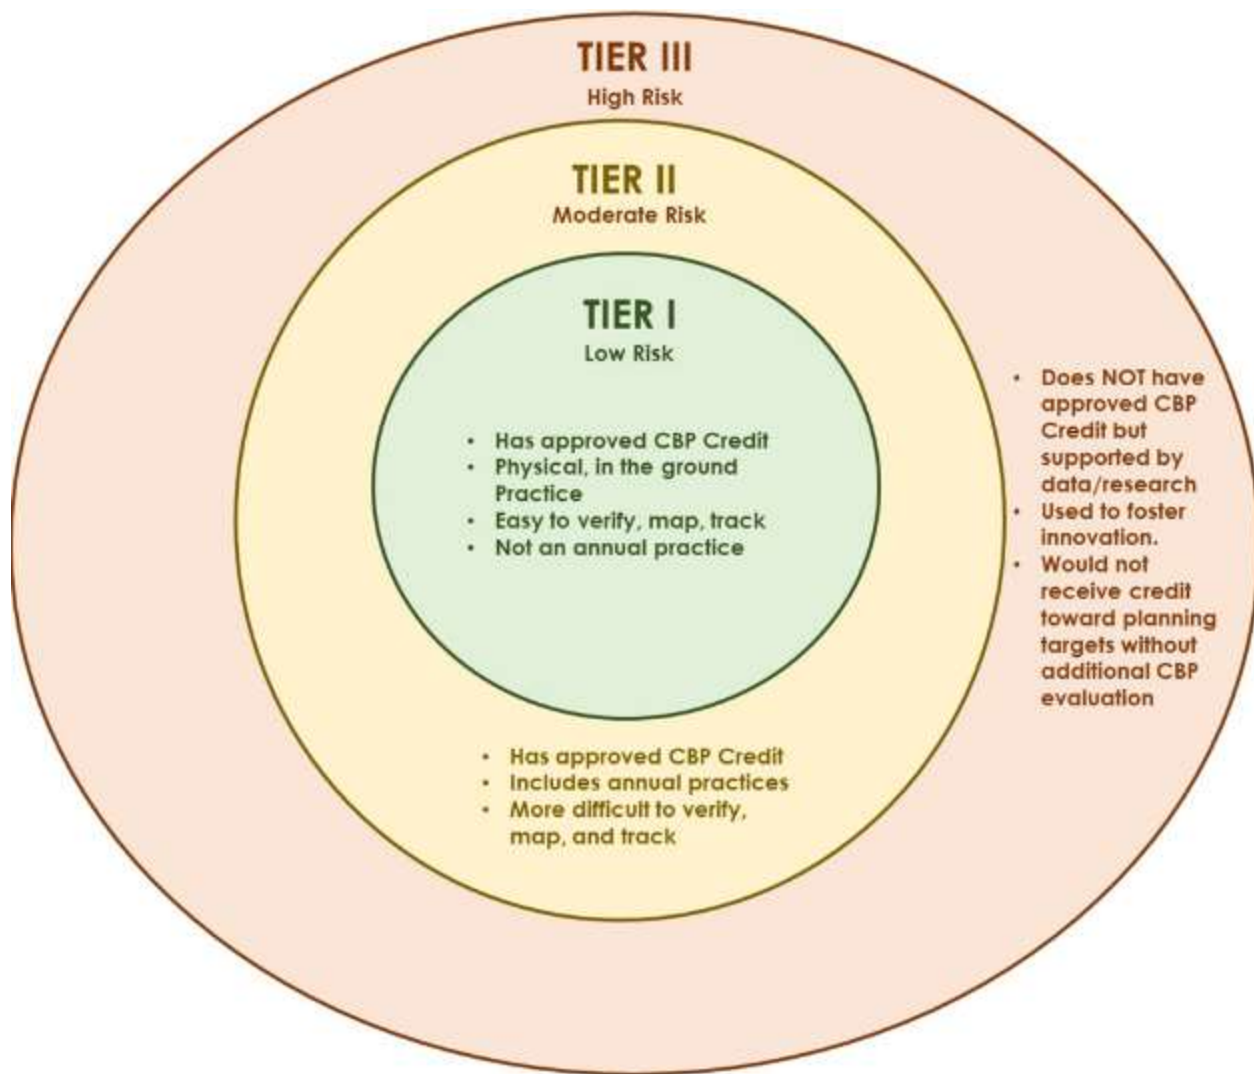 TIER III
High Risk
TIER II
Moderate Risk
TIER I
Low Risk
• Has approved CBP Credit
• Physical, in the ground
Practice
• Easy to verify, map, track
• Not an annual practice
• Has approved CBP Credit
• Includes annual practices
• More difficult to verify,
map, and track
• Does NOT have
approved CBP
Credit but
supported by
data/research
• Used to foster
innovation.
• Would not
receive credit
toward planning
targets without
additional CBP
evaluation